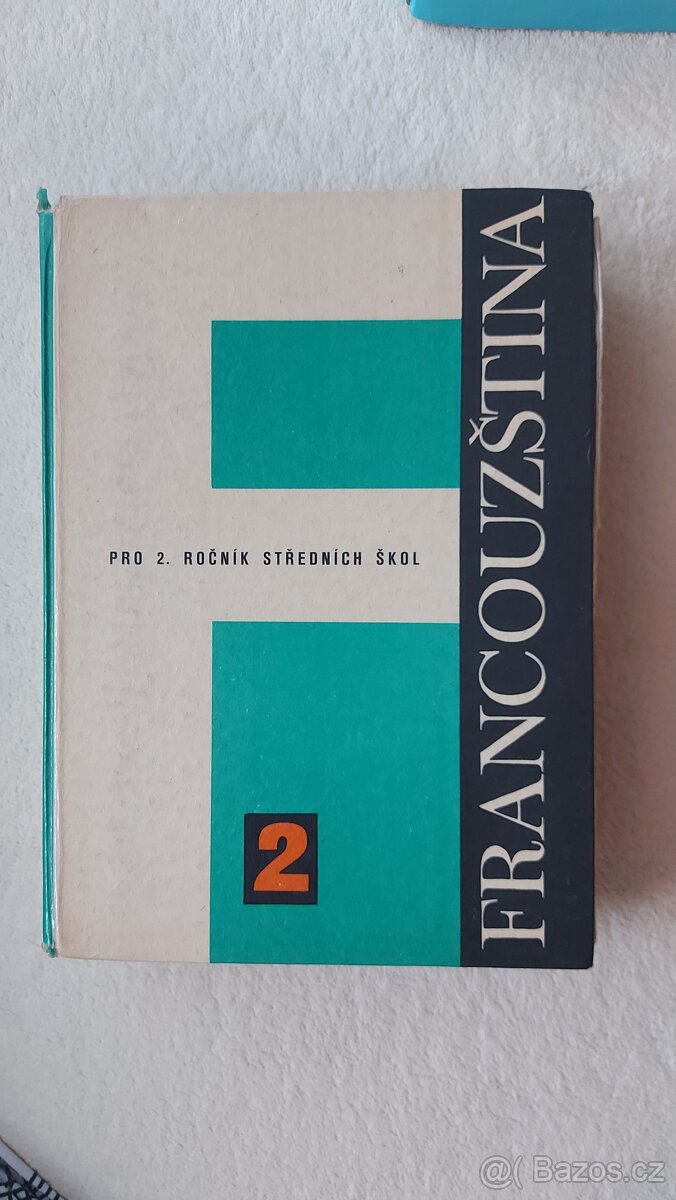 PRO 2. ROČNÍK STŘEDNÍCH ŠKOL
2
FRANCOUZŠTINA
@( Bazos.cz